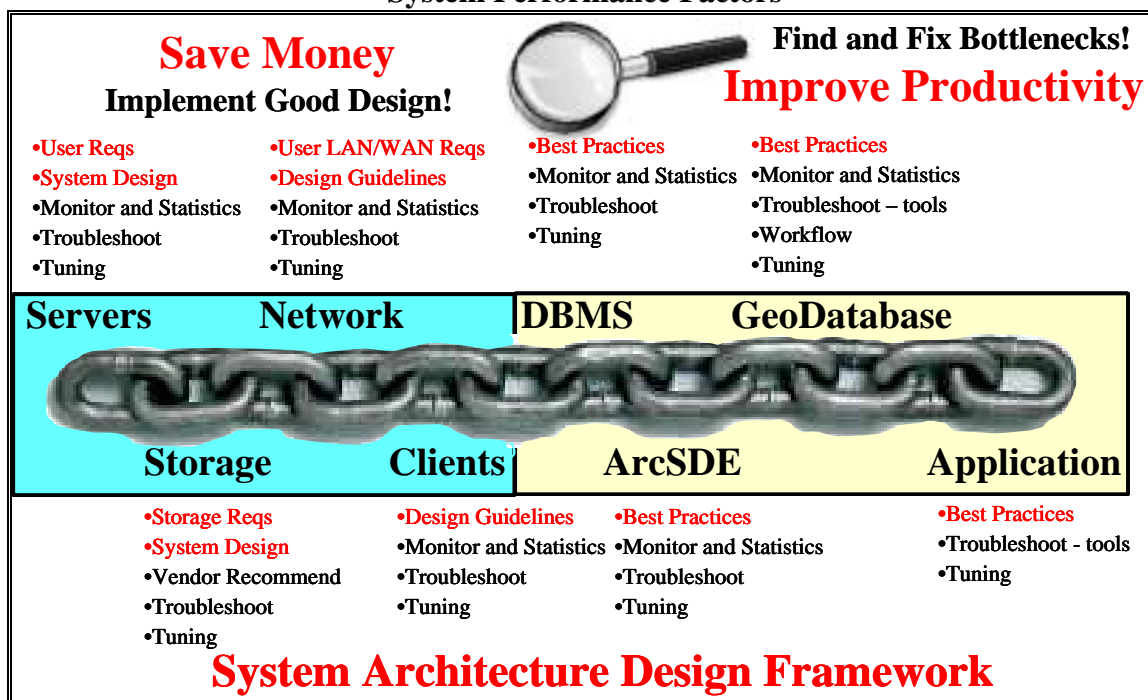 System Performance Factors
Save Money
Implement Good Design!
Find and Fix Bottlenecks!
Improve Productivity
•User Reqs
•System Design
•Monitor and Statistics
•Troubleshoot
•Tuning
•User LAN/WAN Reqs
•Design Guidelines
•Monitor and Statistics
•Troubleshoot
•Tuning
•Best Practices
•Monitor and Statistics
•Troubleshoot
•Tuning
•Best Practices
•Monitor and Statistics
•Troubleshoot – tools
•Workflow
•Tuning
Servers
Network
DBMS
GeoDatabase
Storage
Clients
ArcSDE
Application
•Storage Reqs
•System Design
•Vendor Recommend
•Troubleshoot
•Tuning
•Design Guidelines
•Monitor and Statistics
•Troubleshoot
•Tuning
•Best Practices
•Monitor and Statistics
•Troubleshoot
•Tuning
•Best Practices
•Troubleshoot - tools
•Tuning
System Architecture Design Framework